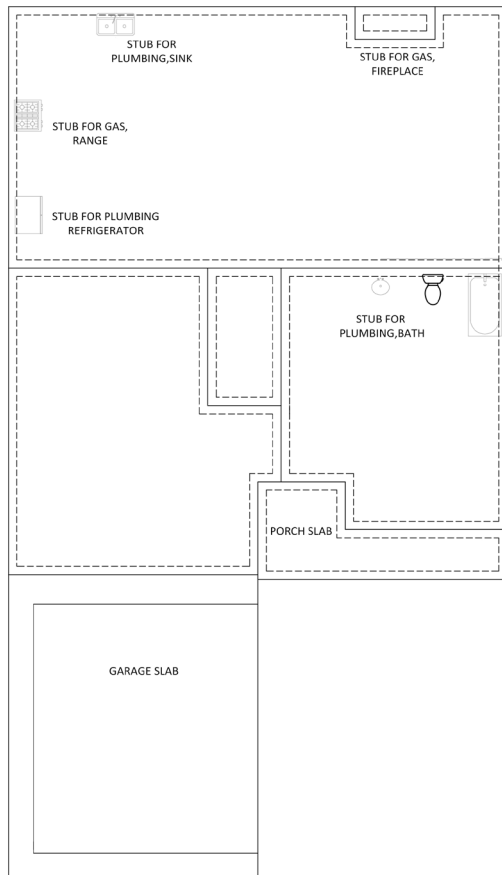 STUB FOR
PLUMBING,SINK
STUB FOR GAS,
FIREPLACE
STUB FOR GAS,
RANGE
STUB FOR PLUMBING
REFRIGERATOR
STUB FOR
PLUMBING,BATH
PORCH SLAB
GARAGE SLAB